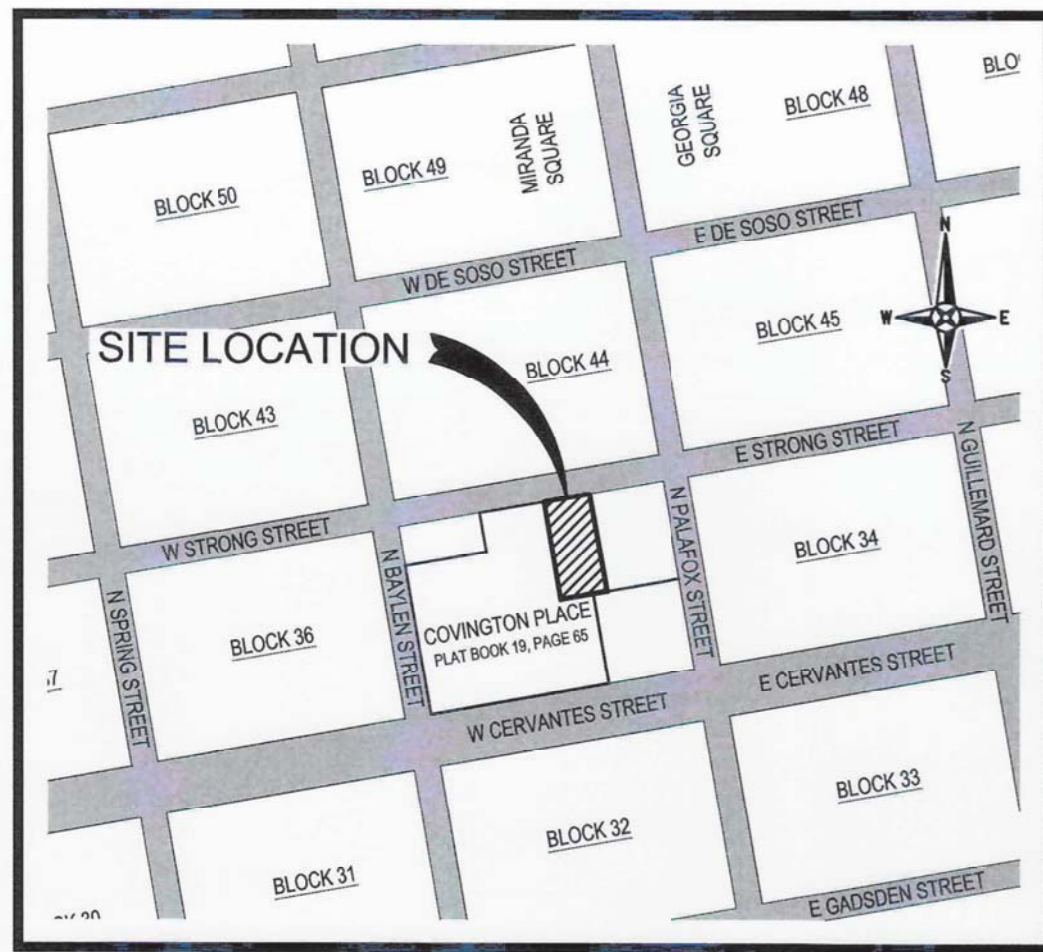 BLO
BLOCK 48
GEORGIA
SQUARE
MIRANDA
SQUARE
BLOCK 49
BLOCK 50
E DE SOSO STREET
W DE SOSO STREET
N
W
E
S
SITE LOCATION
BLOCK 45
BLOCK 44
BLOCK 43
E STRONG STREET
W STRONG STREET
N GUILLEMARD STREET
N PALAFOX STREET
N BAYLEN STREET
N SPRING STREET
BLOCK 34
COVINGTON PLACE
PLAT BOOK 19, PAGE 65
BLOCK 36
7
E CERVANTES STREET
W CERVANTES STREET
BLOCK 33
BLOCK 32
BLOCK 31
E GADSDEN STREET